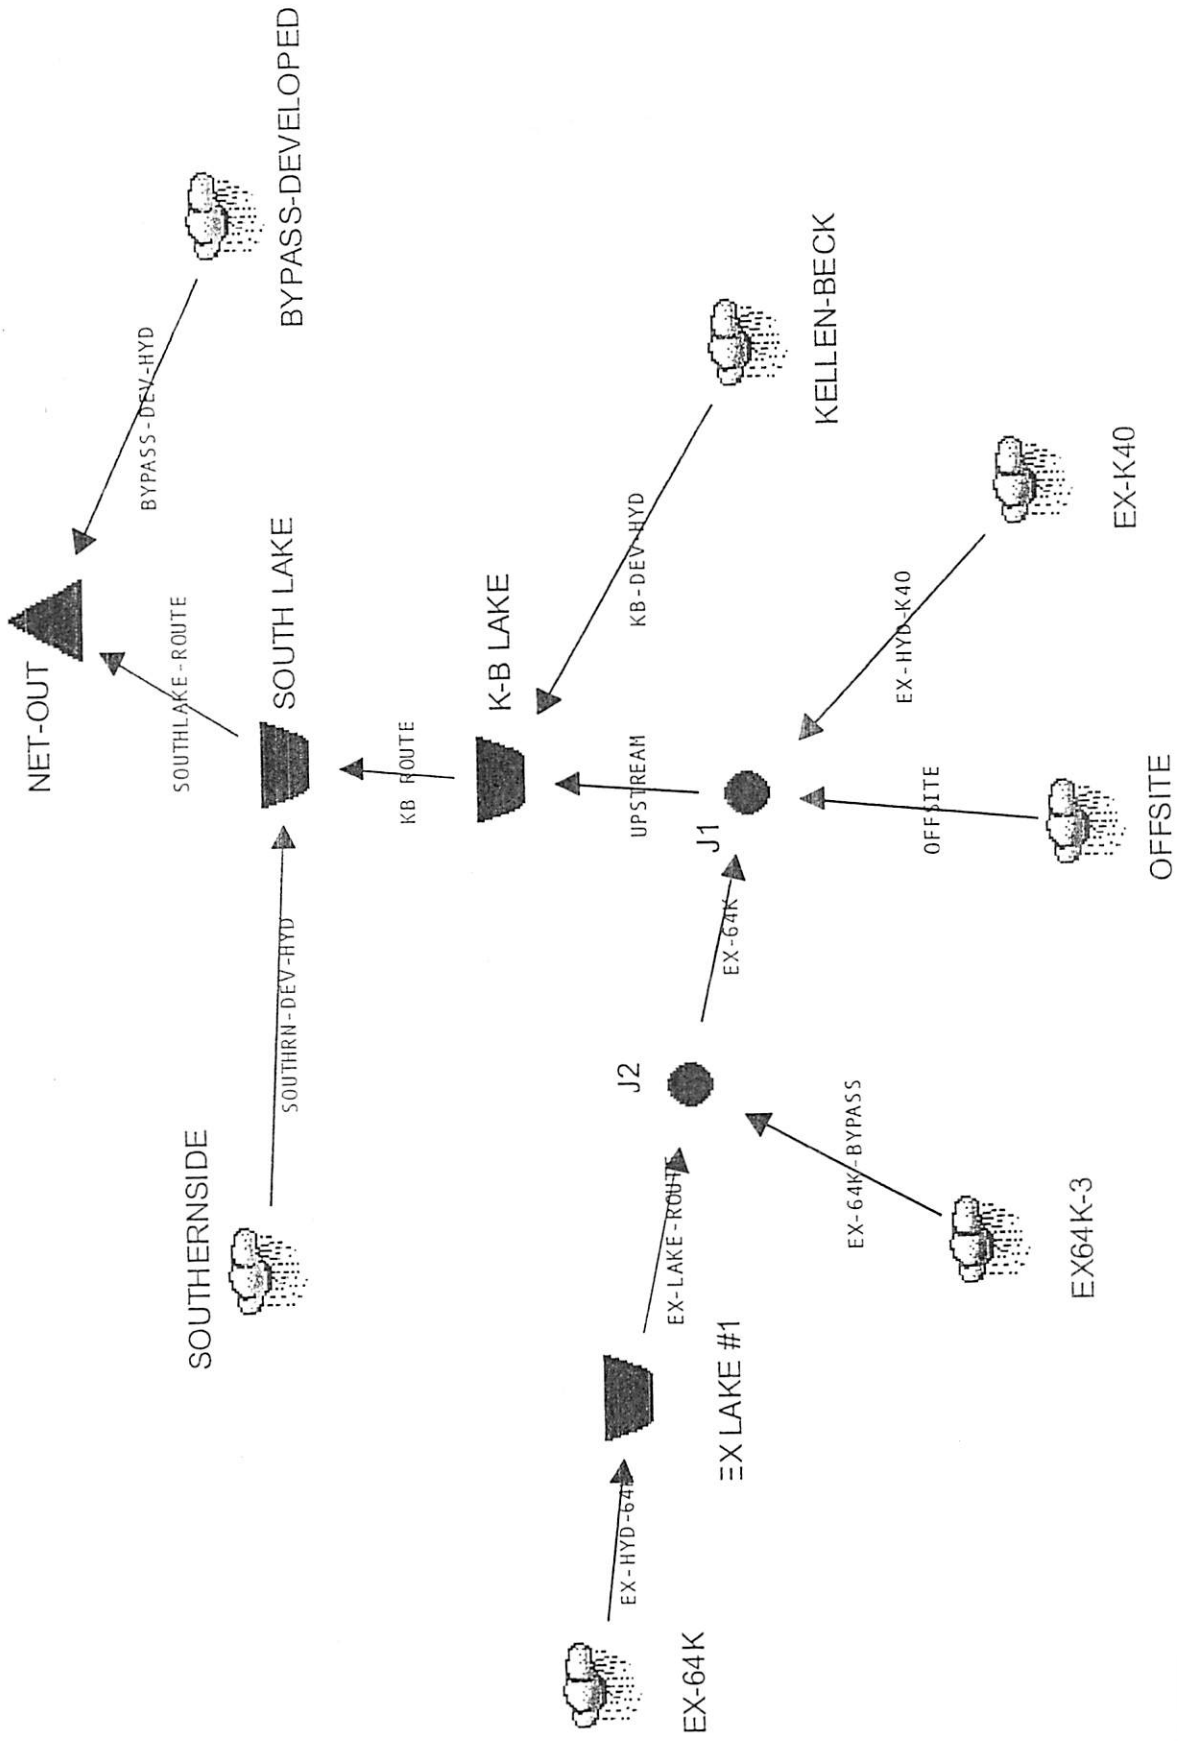 NET-OUT
BYPASS-DEV-HYD
SOUTHLAKE-ROUTE
SOUTHERNSIDE
SOUTHRN-DEV-HYD
SOUTH LAKE
BYPASS-DEVELOPED
KB ROUTE
K-B LAKE
EX-HYD-64K
J2
UPSTREAM
KB-DEV-HYD
EX-LAKE-ROUTE
EX-64K
J1
EX LAKE #1
EX-64K
KELLEN-BECK
EX-64K-BYPASS
EX-HYD-K40
OFFSITE
EX64K-3
EX-K40
OFFSITE